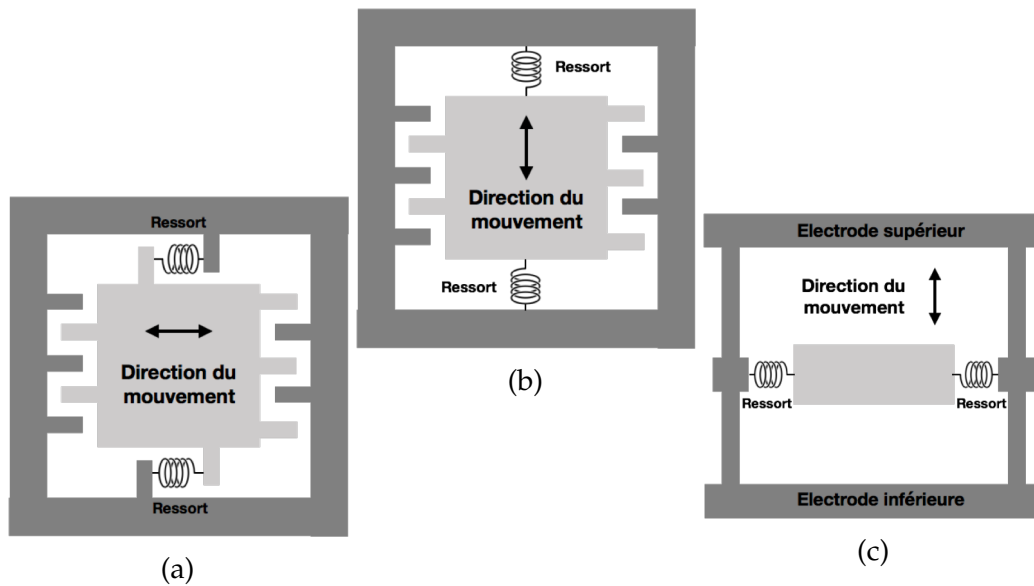 Ressort
Direction du
mouvement
Ressort
(a)
Ressort
Direction du
mouvement
Ressort
(b)
Electrode supérieur
Direction du
mouvement
Ressort
Ressort
Electrode inférieure
(c)